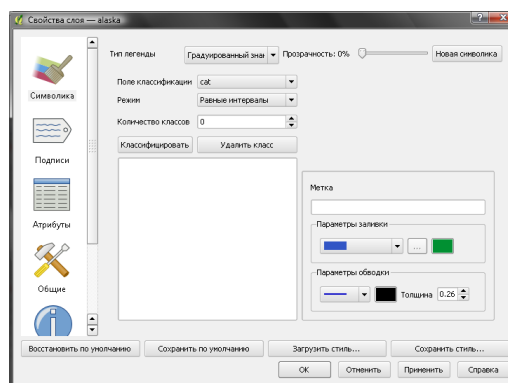 Свойства слоя — alaska
Тип легенды Градуированный знак Прозрачность: 0% Новая символика
Символика
Поле классификации cat
Режим Равные интервалы
Количество классов 0
Классифицировать Удалить класс
Подписи
Метка
Атрибуты
Параметры заливки
...
Общие
Параметры обводки
Толщина 0.26
Восстановить по умолчанию Сохранить по умолчанию Загрузить стиль... Сохранить стиль...
OK Отменить Применить Справка